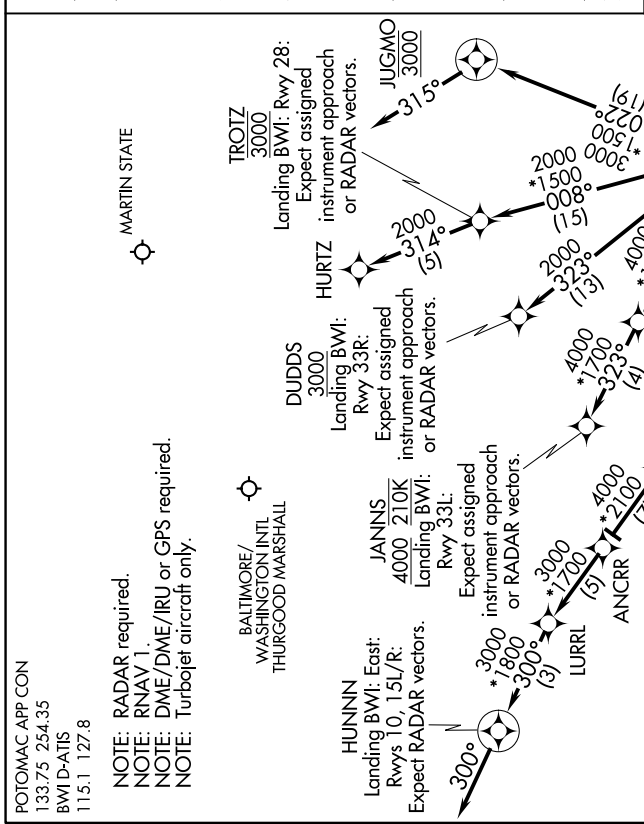 POTOMAC APP CON
133.75 254.35
BWI D-ATIS
115.1 127.8
NOTE: RADAR required.
NOTE: RNAV 1.
NOTE: DME/DME/IRU or GPS required.
NOTE: Turbojet aircraft only.
MARTIN STATE
BALTIMORE/
WASHINGTON INTL
THURGOOD MARSHALL
JUGMO
3000
315°
TROTZ
3000
Landing BWI: Rwy 28:
Expect assigned
instrument approach
or RADAR vectors.
HURTZ
2000
314°
(5)
2000
*1500
008°
(15)
3000
1500
022°
(19)
DUDDS
3000
Landing BWI:
Rwy 33R:
Expect assigned
instrument approach
or RADAR vectors.
2000
323°
(13)
JANNS
4000 210K
Landing BWI:
Rwy 33L:
Expect assigned
instrument approach
or RADAR vectors.
4000
*1700
323°
(4)
4000
HUNNN
Landing BWI: East:
Rwys 10, 15L/R:
Expect RADAR vectors.
300°
3000
*1800
300°
(3)
LURRL
3000
*1700
(5)
ANCRR
4000
*2100